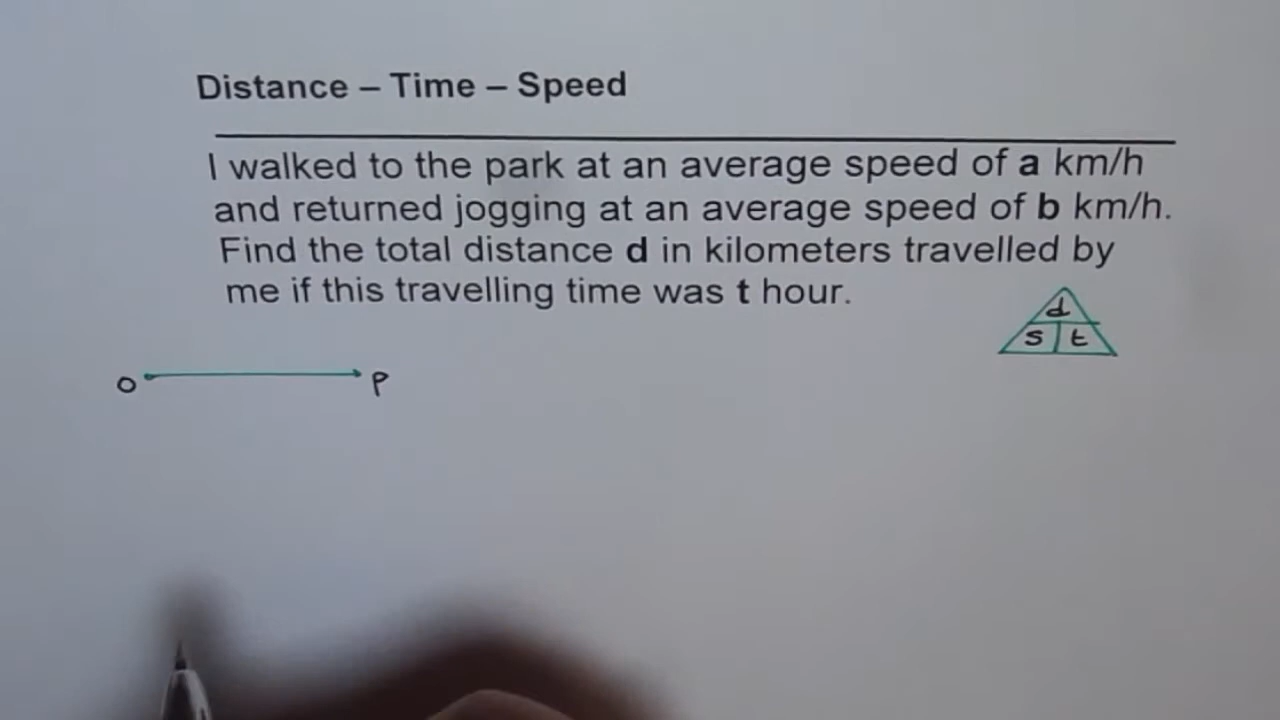 Distance – Time – Speed
I walked to the park at an average speed of a km/h
and returned jogging at an average speed of b km/h.
Find the total distance d in kilometers travelled by
me if this travelling time was t hour.
d
s t
O P